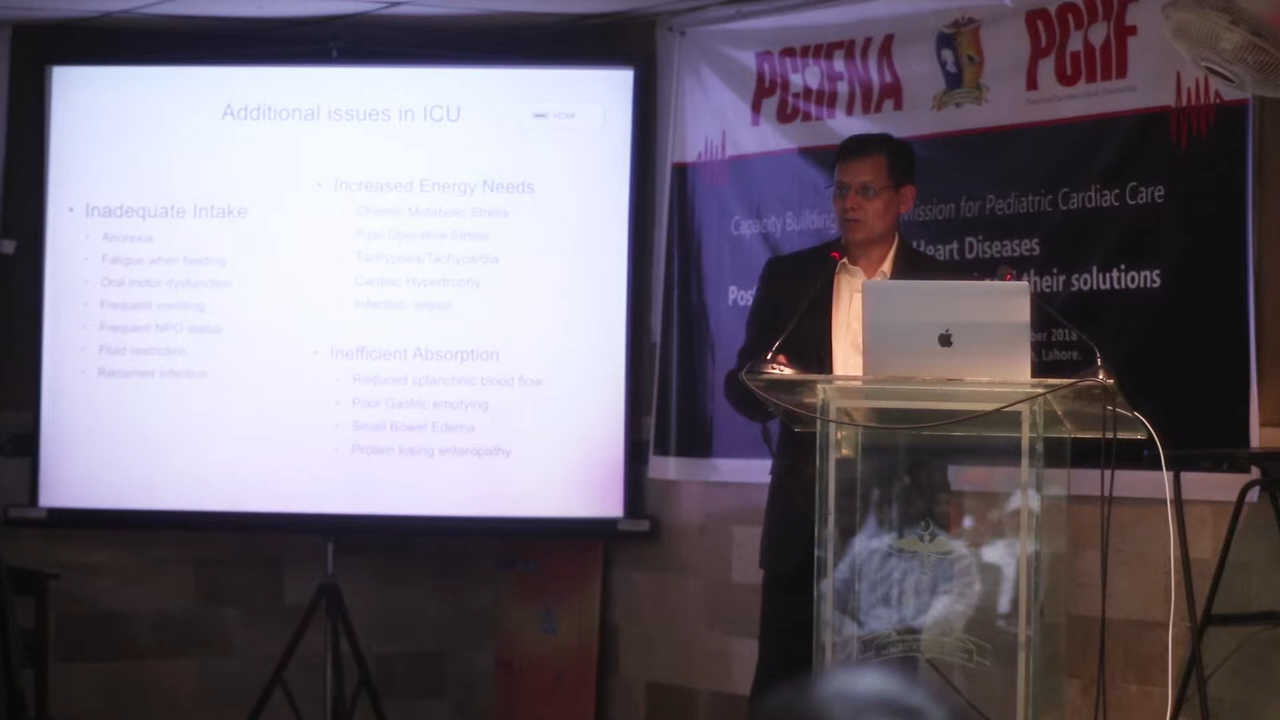 Additional issues in ICU
Inadequate Intake
Anorexia
Fatigue when feeding
Oral motor dysfunction
Frequent vomiting
Frequent NPO status
Fluid restriction
Recurrent Infection
Increased Energy Needs
Chronic Metabolic Stress
Post Operative Stress
Tachypnea/Tachycardia
Cardiac Hypertrophy
Infection, sepsis
Inefficient Absorption
Reduced splanchnic blood flow
Poor Gastric emptying
Small Bowel Edema
Protein losing enteropathy
PCHFNA
PCHF
Capacity Building Mission for Pediatric Cardiac Care
Heart Diseases
their solutions
2018
Lahore.